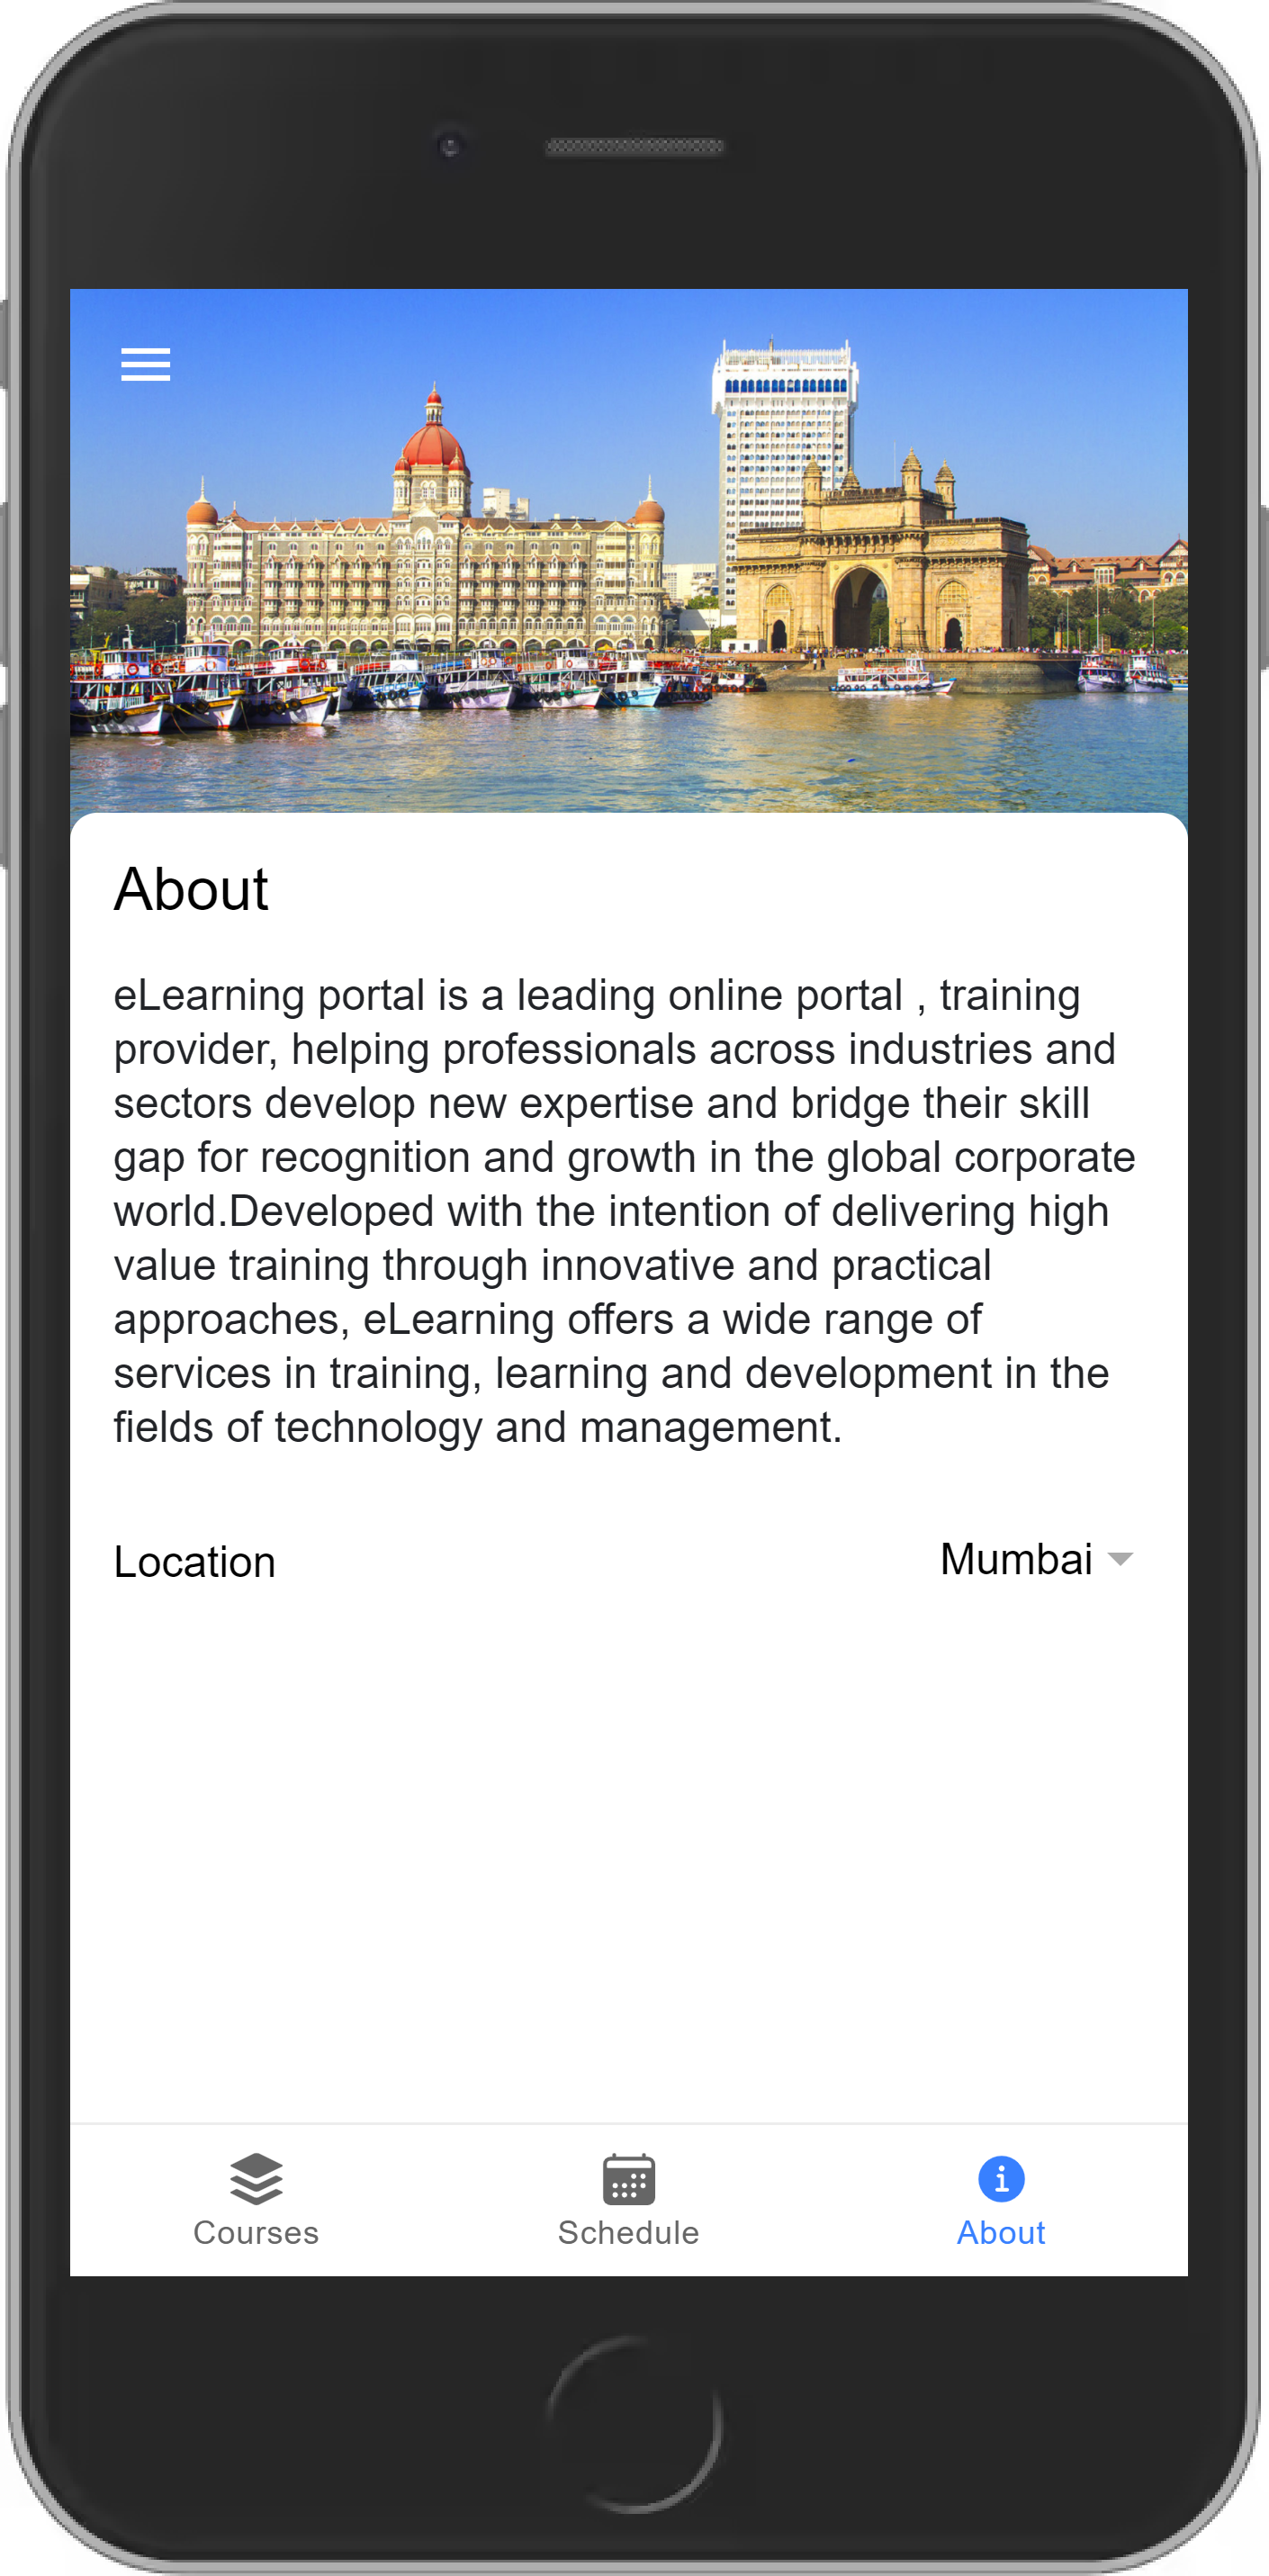 About
eLearning portal is a leading online portal , training
provider, helping professionals across industries and
sectors develop new expertise and bridge their skill
gap for recognition and growth in the global corporate
world.Developed with the intention of delivering high
value training through innovative and practical
approaches, eLearning offers a wide range of
services in training, learning and development in the
fields of technology and management.
Location
Mumbai
Courses
Schedule
About